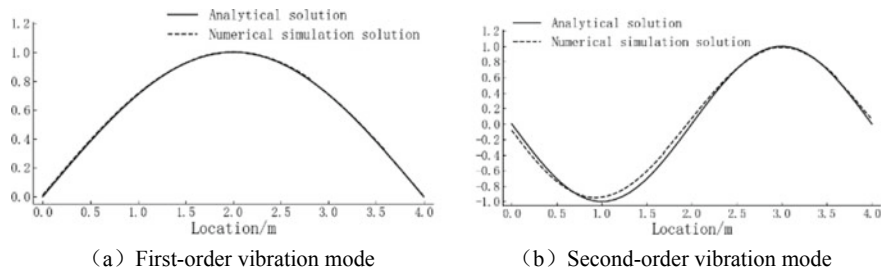 Analytical solution
Numerical simulation solution
1.2
1.0
0.8
0.6
0.4
0.2
0.0
0.0 0.5 1.0 1.5 2.0 2.5 3.0 3.5 4.0
Location/m
(a) First-order vibration mode
Analytical solution
Numerical simulation solution
1.2
1.0
0.8
0.6
0.4
0.2
0.0
-0.2
-0.4
-0.6
-0.8
-1.0
0.0 0.5 1.0 1.5 2.0 2.5 3.0 3.5 4.0
Location/m
(b) Second-order vibration mode